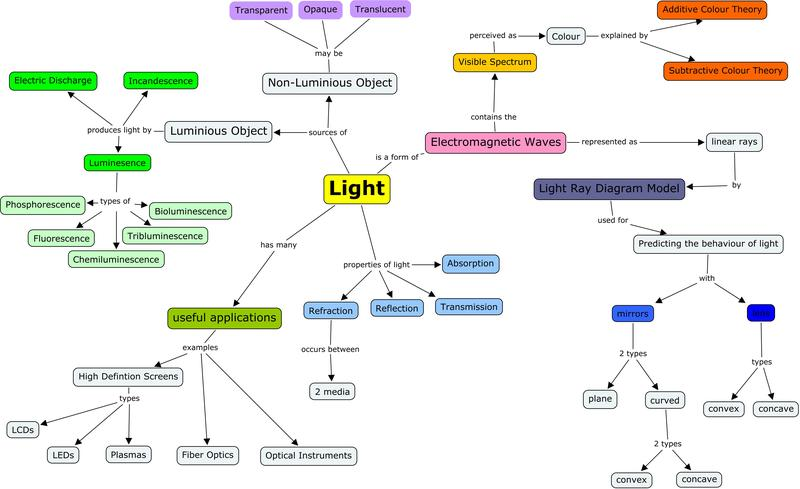 Transparent
Opaque
Translucent
may be
Non-Luminious Object
Electric Discharge
Incandescence
produces light by
Luminious Object
sources of
Luminesence
types of
Phosphorescence
Bioluminescence
Fluorescence
Tribluminescence
Chemiluminescence
Additive Colour Theory
perceived as
Colour
explained by
Visible Spectrum
Subtractive Colour Theory
contains the
Electromagnetic Waves
represented as
linear rays
is a form of
Light
by
Light Ray Diagram Model
used for
Predicting the behaviour of light
with
mirrors
lens
2 types
types
plane
curved
convex
concave
2 types
convex
concave
has many
properties of light
Absorption
Refraction
Reflection
Transmission
occurs between
2 media
useful applications
examples
High Defintion Screens
types
LCDs
LEDs
Plasmas
Fiber Optics
Optical Instruments